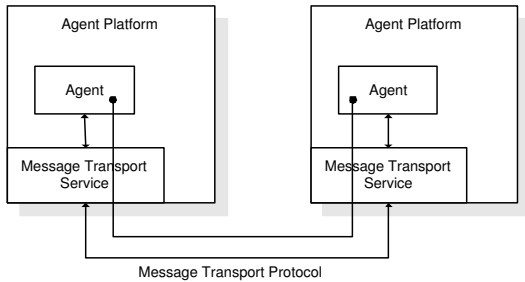 Agent Platform
Agent Platform
Agent
Agent
Message Transport
Service
Message Transport
Service
Message Transport Protocol